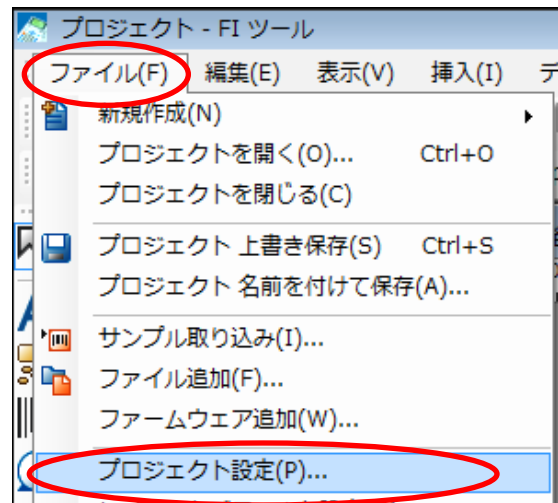 プロジェクト - FI ツール
ファイル(F) 編集(E) 表示(V) 挿入(I)
新規作成(N)
プロジェクトを開く(O)... Ctrl+O
プロジェクトを閉じる(C)
プロジェクト 上書き保存(S) Ctrl+S
プロジェクト 名前を付けて保存(A)...
サンプル取り込み(I)...
ファイル追加(F)...
ファームウェア追加(W)...
プロジェクト設定(P)...